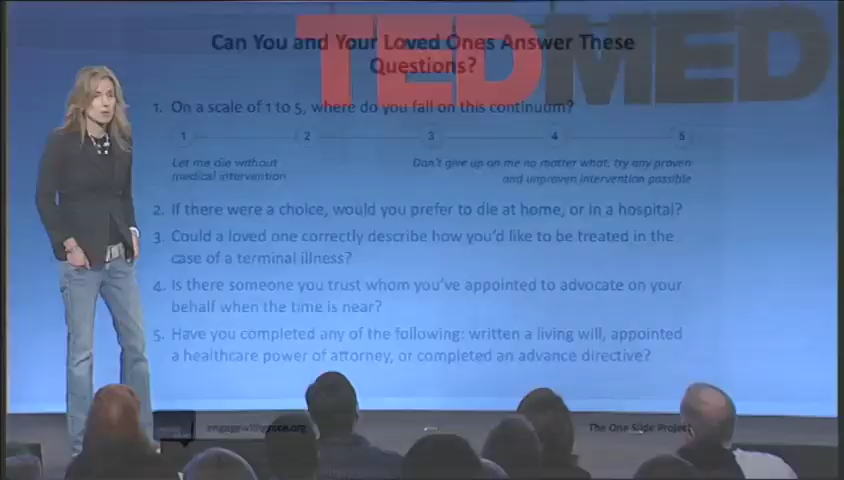 TEDMED
Can You and Your Loved Ones Answer These
Questions?
1. On a scale of 1 to 5, where do you fall on this continuum?
1 2 3 4 5
Let me die without
medical intervention
Don't give up on me no matter what, try any proven
and unproven intervention possible
2. If there were a choice, would you prefer to die at home, or in a hospital?
3. Could a loved one correctly describe how you'd like to be treated in the
case of a terminal illness?
4. Is there someone you trust whom you've appointed to advocate on your
behalf when the time is near?
5. Have you completed any of the following: written a living will, appointed
a healthcare power of attorney, or completed an advance directive?
engagewithgrace.org
The One Slide Project